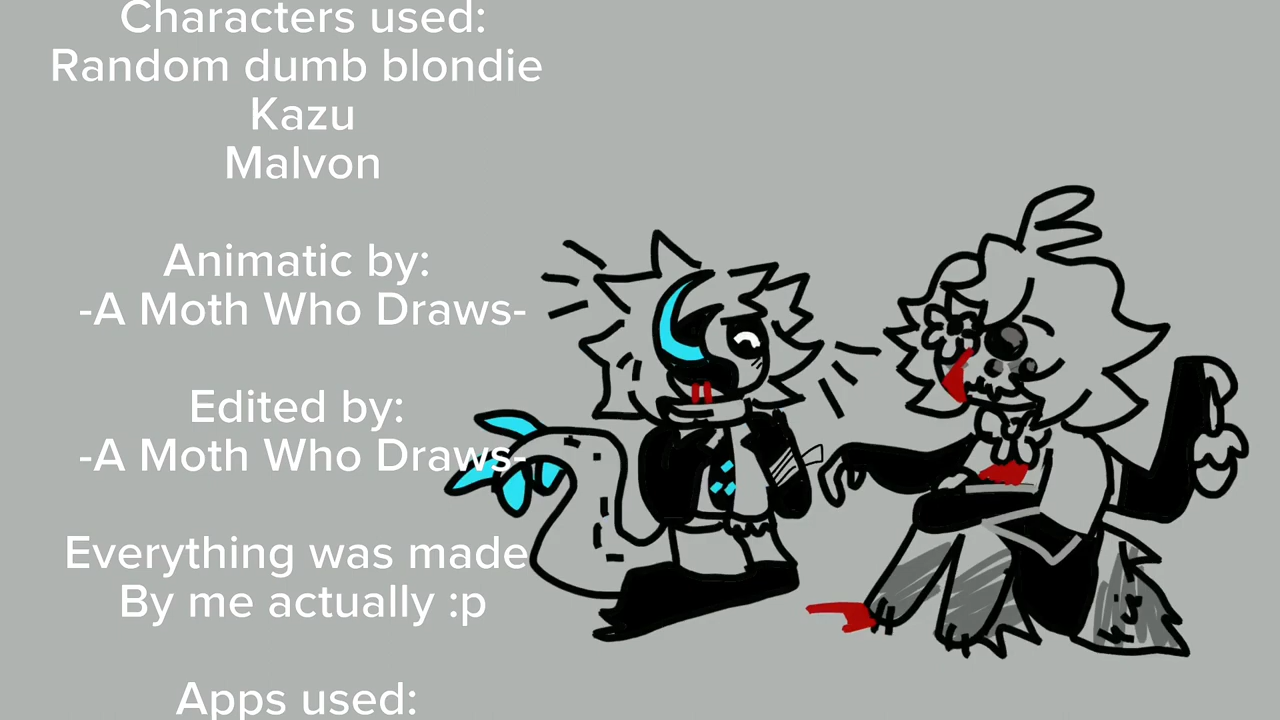 Characters used:
Random dumb blondie
Kazu
Malvon
Animatic by:
-A Moth Who Draws-
Edited by:
-A Moth Who Draws-
Everything was made
By me actually :p
Apps used: